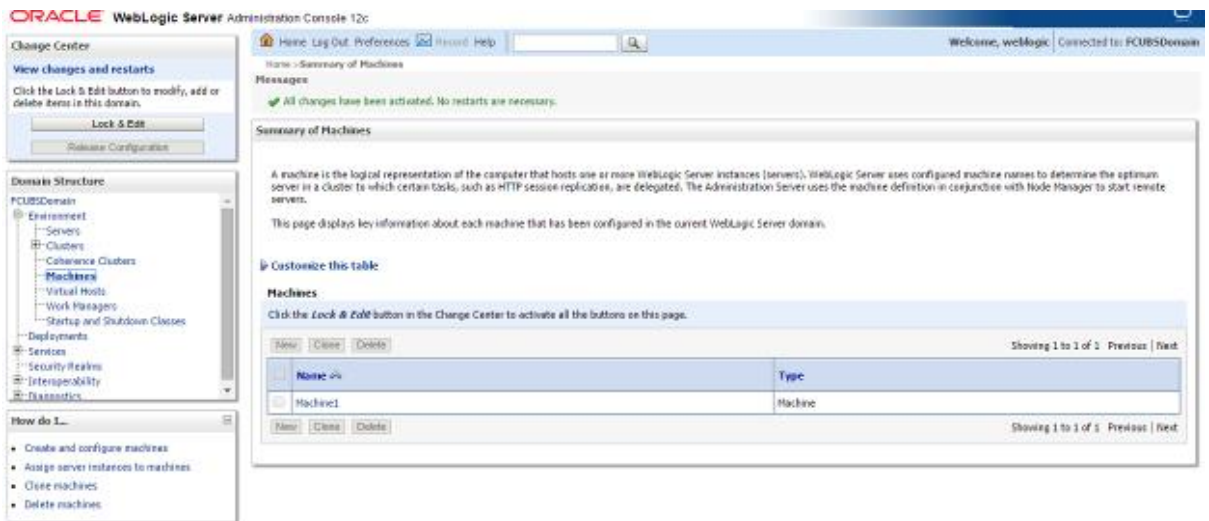 ORACLE WebLogic Server Administration Console 12c
Change Center
View changes and restarts
Click the Lock & Edit button to modify, add or
delete items in this domain.
Lock & Edit
Release Configuration
Domain Structure
FCUBSDomain
Environment
Servers
Clusters
Coherence Clusters
Machines
Virtual Hosts
Work Managers
Startup and Shutdown Classes
Deployments
Services
Security Realms
Interoperability
Diagnostics
How do I...
Create and configure machines
Assign server instances to machines
Clone machines
Delete machines
Home Log Out Preferences Record Help
Welcome, weblogic Connected to: FCUBSDomain
Home >Summary of Machines
Messages
All changes have been activated. No restarts are necessary.
Summary of Machines
A machine is the logical representation of the computer that hosts one or more WebLogic Server instances (servers). WebLogic Server uses configured machine names to determine the optimum
server in a cluster to which certain tasks, such as HTTP session replication, are delegated. The Administration Server uses the machine definition in conjunction with Node Manager to start remote
servers.
This page displays key information about each machine that has been configured in the current WebLogic Server domain.
Customize this table
Machines
Click the Lock & Edit button in the Change Center to activate all the buttons on this page.
New Clone Delete Showing 1 to 1 of 1 Previous | Next
Name Type
Machine1 Machine
New Clone Delete Showing 1 to 1 of 1 Previous | Next